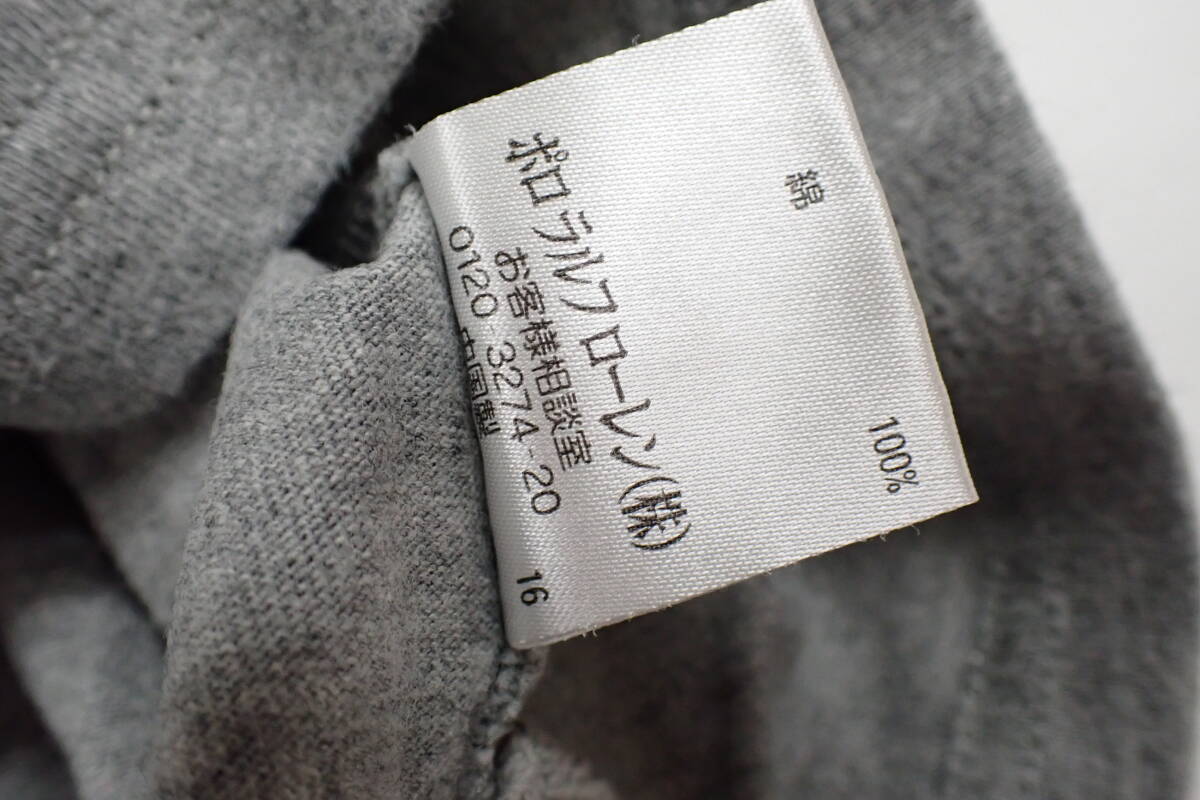 綿 100%
ポロ ラルフ ローレン(株)
お客様相談室
0120-3274-20
中国製 16